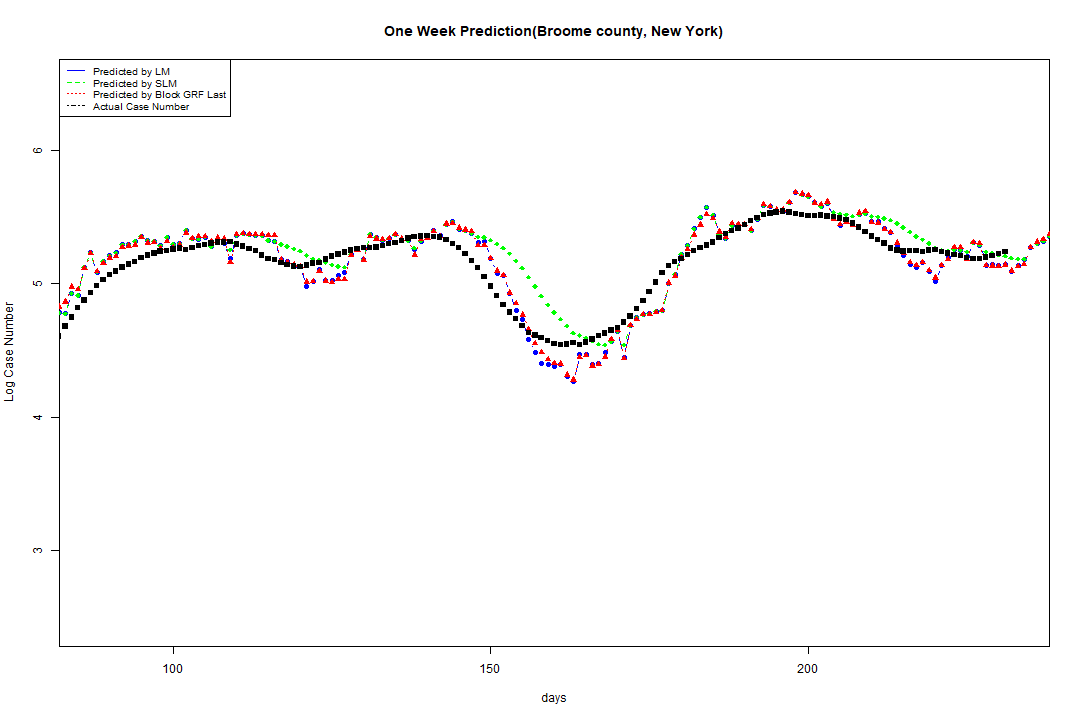 One Week Prediction(Broome county, New York)
Predicted by LM
Predicted by SLM
Predicted by Block GRF Last
Actual Case Number
6
5
4
3
Log Case Number
100 150 200
days